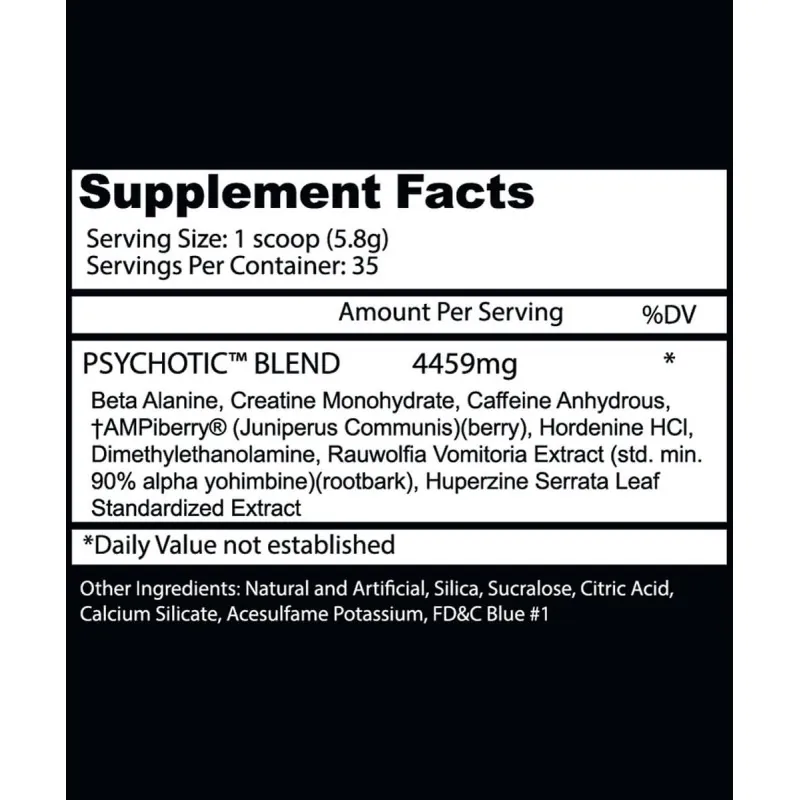 Supplement Facts
Serving Size: 1 scoop (5.8g)
Servings Per Container: 35
Amount Per Serving %DV
PSYCHOTIC™ BLEND 4459mg *
Beta Alanine, Creatine Monohydrate, Caffeine Anhydrous,
†AMPiberry® (Juniperus Communis)(berry), Hordenine HCl,
Dimethylethanolamine, Rauwolfia Vomitoria Extract (std. min.
90% alpha yohimbine)(rootbark), Huperzine Serrata Leaf
Standardized Extract
*Daily Value not established
Other Ingredients: Natural and Artificial, Silica, Sucralose, Citric Acid,
Calcium Silicate, Acesulfame Potassium, FD&C Blue #1